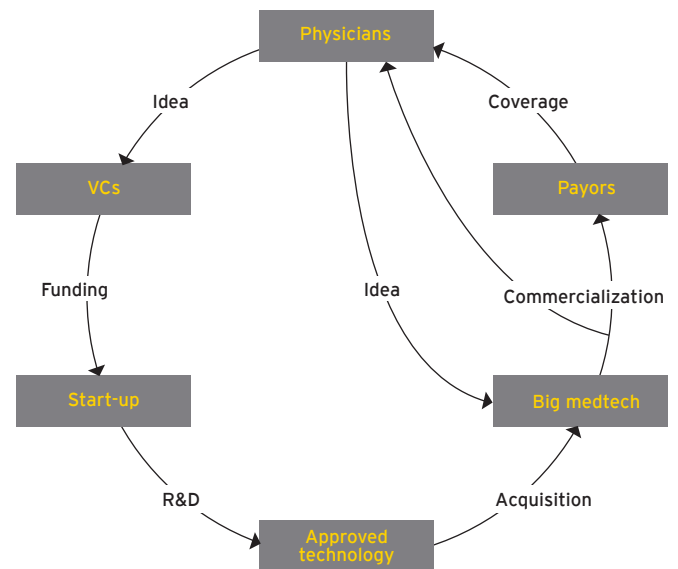 Physicians
Idea
Coverage
VCs
Payors
Funding
Idea
Commercialization
Start-up
Big medtech
R&D
Acquisition
Approved
technology